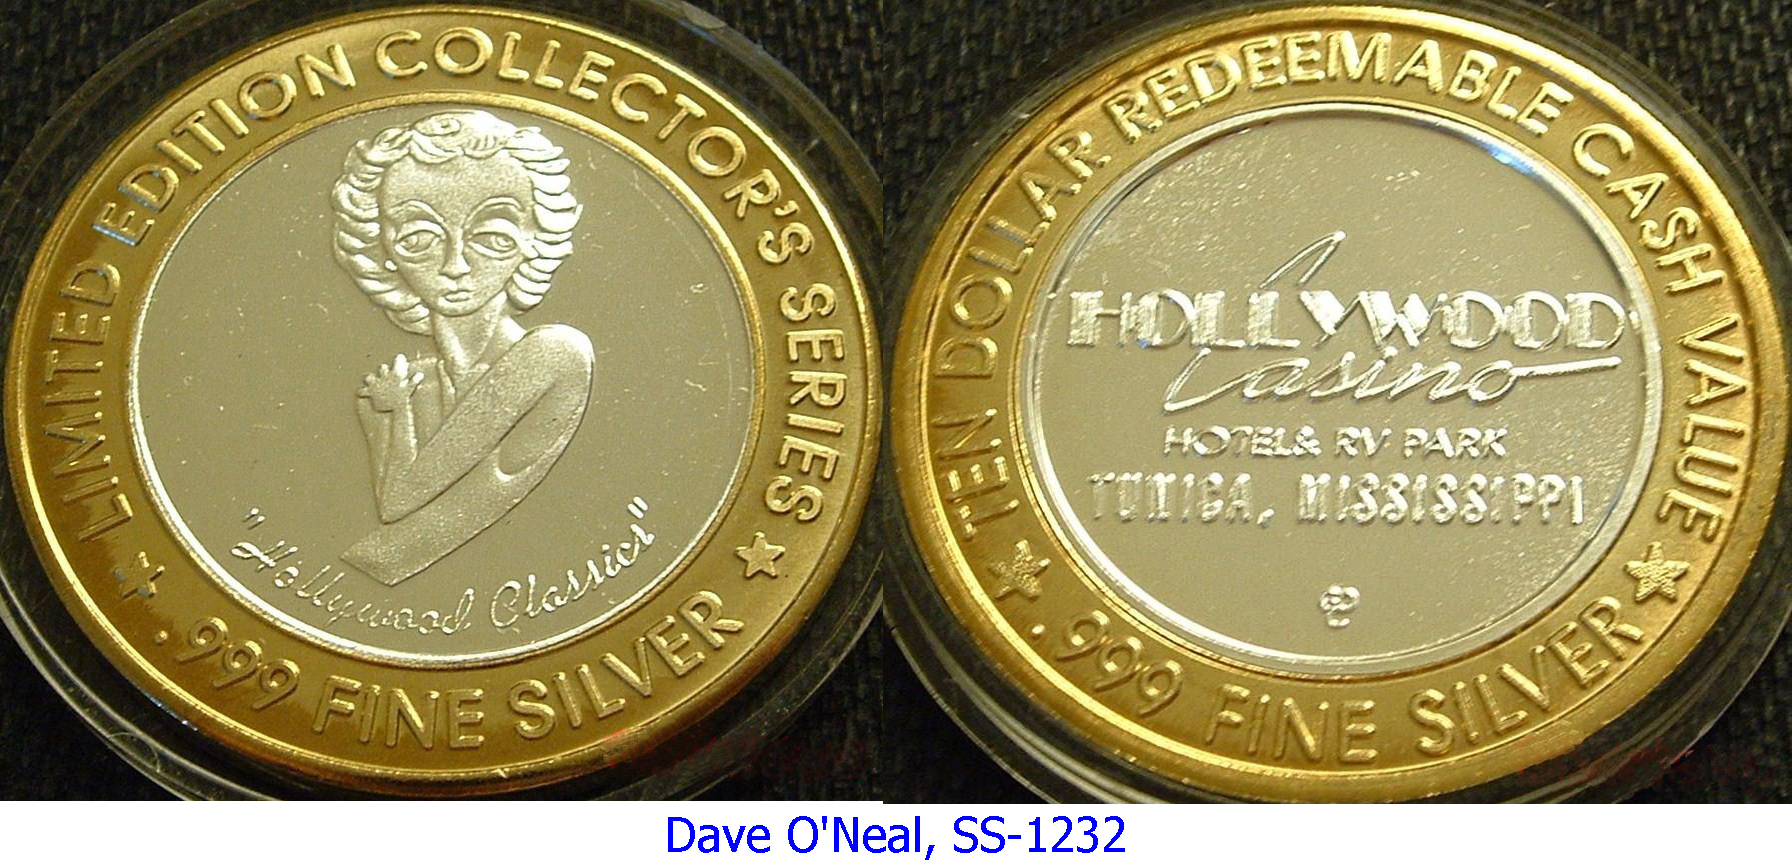 LIMITED EDITION COLLECTOR'S SERIES
.999 FINE SILVER
"Hollywood Classics"
TEN DOLLAR REDEEMABLE CASH VALUE
.999 FINE SILVER
HOLLYWOOD
Casino
HOTEL & RV PARK
TUNICA, MISSISSIPPI
Dave O'Neal, SS-1232